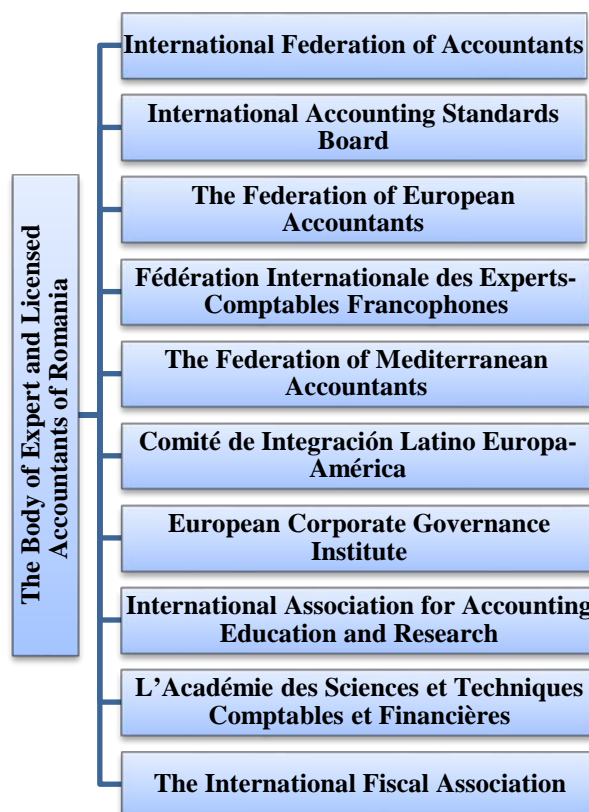 The Body of Expert and Licensed
Accountants of Romania
International Federation of Accountants
International Accounting Standards
Board
The Federation of European
Accountants
Fédération Internationale des Experts-
Comptables Francophones
The Federation of Mediterranean
Accountants
Comité de Integración Latino Europa-
América
European Corporate Governance
Institute
International Association for Accounting
Education and Research
L’Académie des Sciences et Techniques
Comptables et Financières
The International Fiscal Association